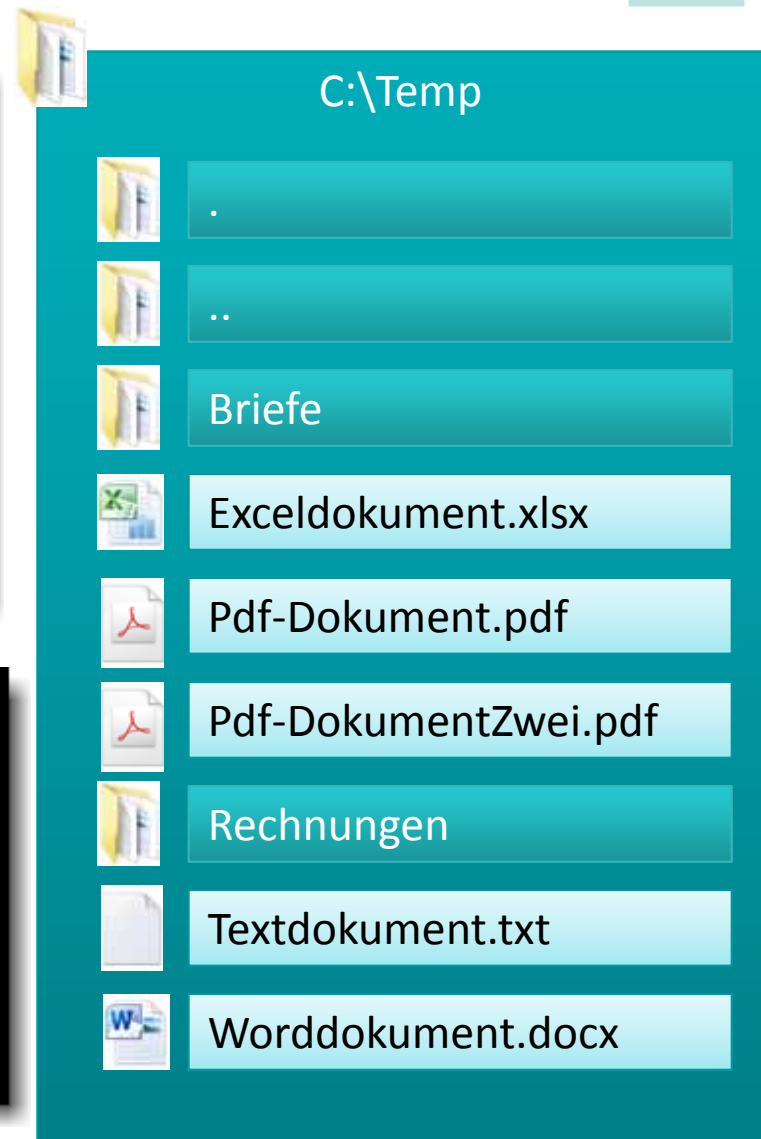 C:\Temp
.
..
Briefe
Exceldokument.xlsx
Pdf-Dokument.pdf
Pdf-DokumentZwei.pdf
Rechnungen
Textdokument.txt
Worddokument.docx